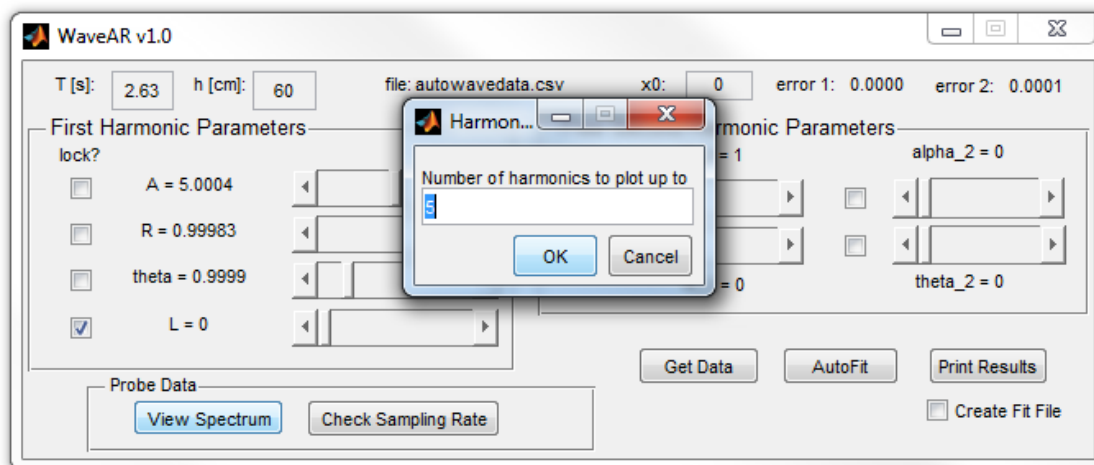 WaveAR v1.0
T [s]: 2.63 h [cm]: 60 file: autowavedata.csv x0: 0 error 1: 0.0000 error 2: 0.0001
First Harmonic Parameters
lock?
A = 5.0004
R = 0.99983
theta = 0.9999
L = 0
Harmon...
Number of harmonics to plot up to
5
OK Cancel
Parameters
= 1 alpha_2 = 0
= 0 theta_2 = 0
Get Data AutoFit Print Results
Create Fit File
Probe Data
View Spectrum Check Sampling Rate